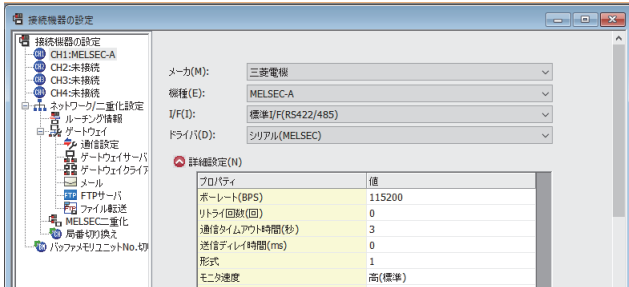 接続機器の設定
接続機器の設定
CH1:MELSEC-A
CH2:未接続
CH3:未接続
CH4:未接続
ネットワーク/二重化設定
ルーチング情報
ゲートウェイ
通信設定
ゲートウェイサーバ
ゲートウェイクライア
メール
FTPサーバ
ファイル転送
MELSEC二重化
局番切り換え
バッファメモリユニットNo.切り
メーカ(M): 三菱電機
機種(E): MELSEC-A
I/F(I): 標準I/F(RS422/485)
ドライバ(D): シリアル(MELSEC)
詳細設定(N)
プロパティ 値
ボーレート(BPS) 115200
リトライ回数(回) 0
通信タイムアウト時間(秒) 3
送信ディレイ時間(ms) 0
形式 1
モニタ速度 高(標準)